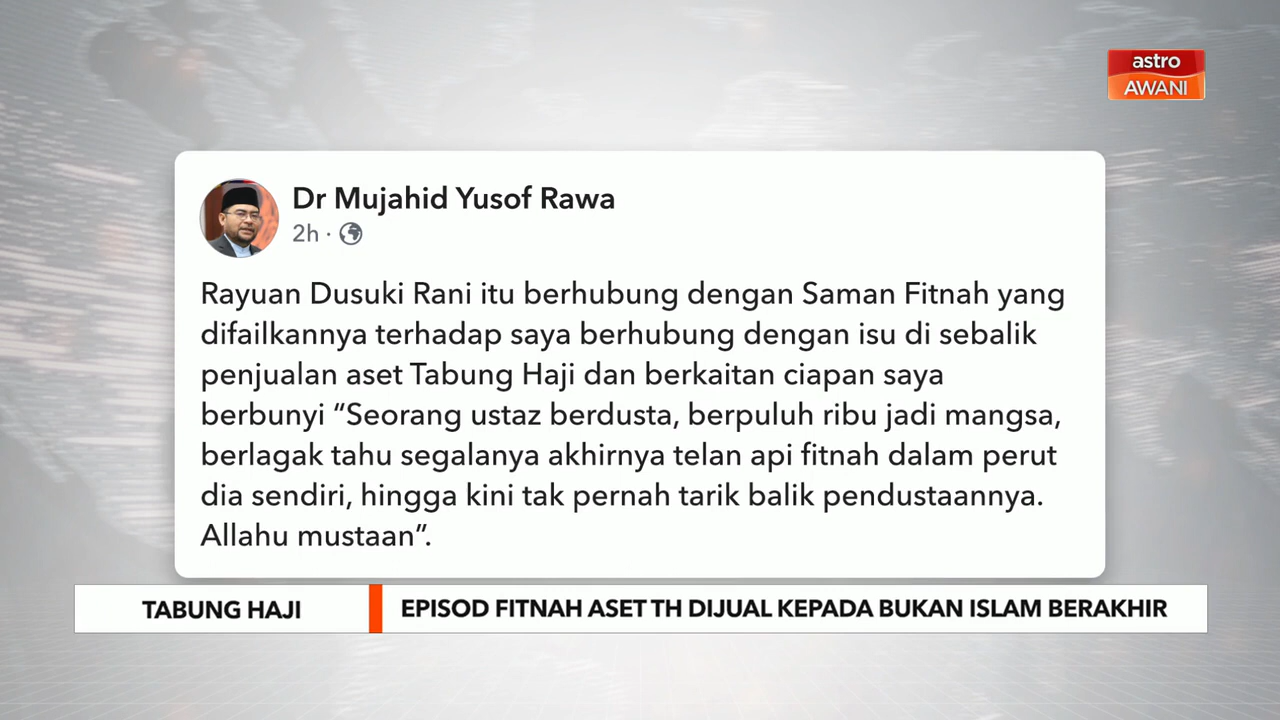 astro
AWANI
Dr Mujahid Yusof Rawa
2h ·
Rayuan Dusuki Rani itu berhubung dengan Saman Fitnah yang
difailkannya terhadap saya berhubung dengan isu di sebalik
penjualan aset Tabung Haji dan berkaitan ciapan saya
berbunyi “Seorang ustaz berdusta, berpuluh ribu jadi mangsa,
berlagak tahu segalanya akhirnya telan api fitnah dalam perut
dia sendiri, hingga kini tak pernah tarik balik pendustaannya.
Allahu mustaan”.
TABUNG HAJI
EPISOD FITNAH ASET TH DIJUAL KEPADA BUKAN ISLAM BERAKHIR